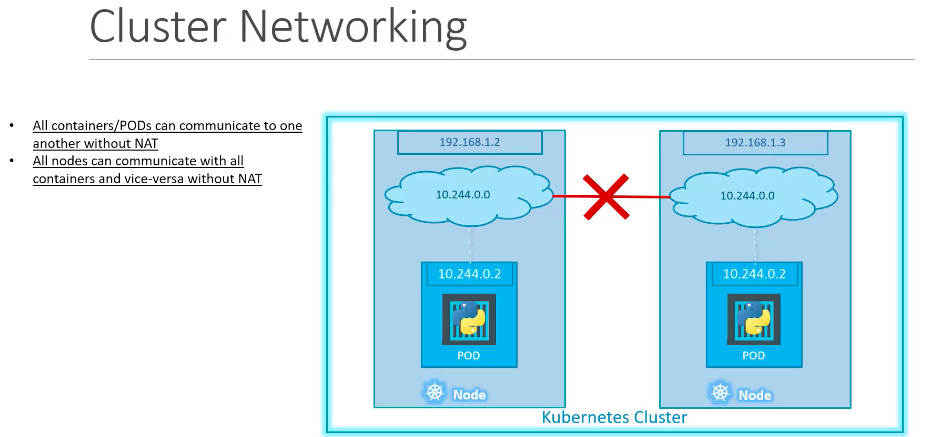 Cluster Networking
• All containers/PODs can communicate to one
another without NAT
• All nodes can communicate with all
containers and vice-versa without NAT
192.168.1.2
192.168.1.3
10.244.0.0
10.244.0.0
10.244.0.2
10.244.0.2
POD
POD
Node
Node
Kubernetes Cluster